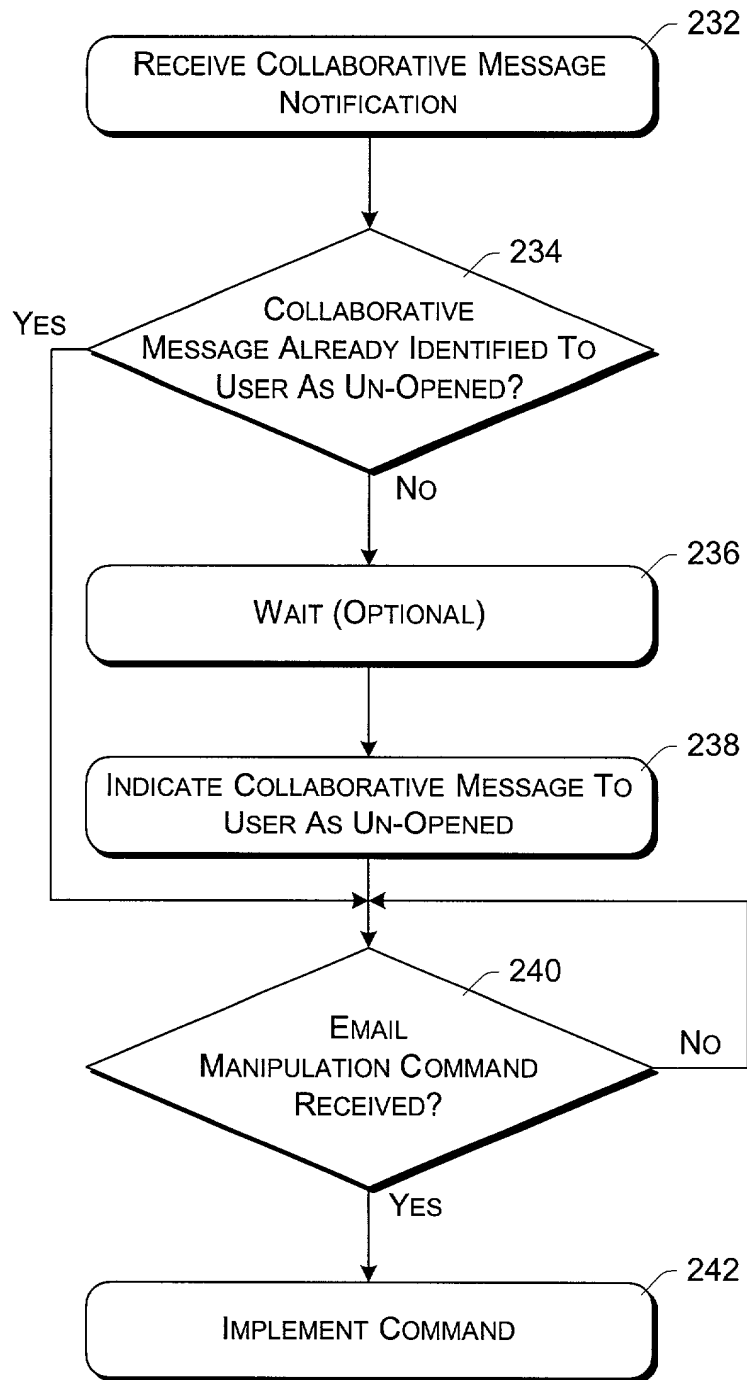 232
RECEIVE COLLABORATIVE MESSAGE
NOTIFICATION
234
YES
COLLABORATIVE
MESSAGE ALREADY IDENTIFIED TO
USER AS UN-OPENED?
NO
236
WAIT (OPTIONAL)
238
INDICATE COLLABORATIVE MESSAGE TO
USER AS UN-OPENED
240
EMAIL
MANIPULATION COMMAND
RECEIVED?
NO
YES
242
IMPLEMENT COMMAND